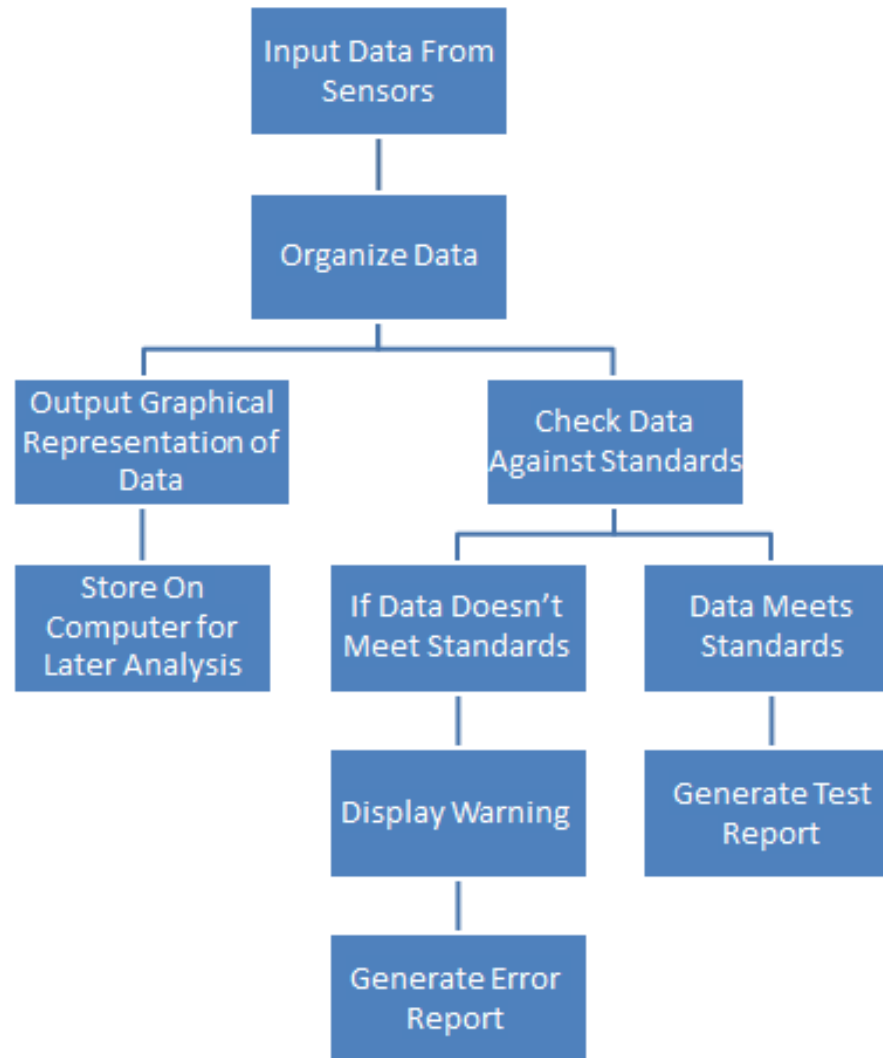 Input Data From
Sensors
Organize Data
Output Graphical
Representation of
Data
Check Data
Against Standards
Store On
Computer for
Later Analysis
If Data Doesn’t
Meet Standards
Data Meets
Standards
Display Warning
Generate Test
Report
Generate Error
Report